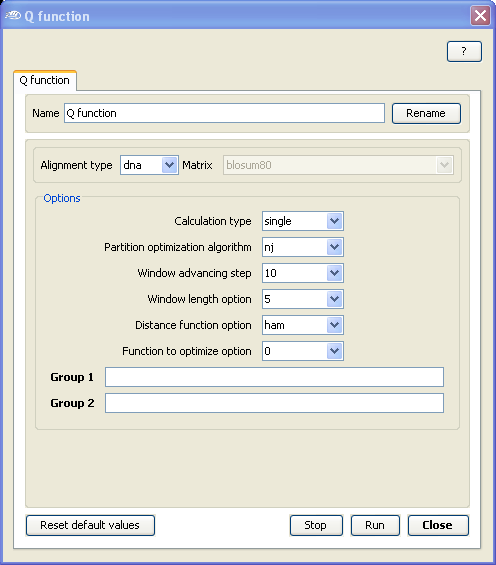 Q function
?
Q function
Name Q function Rename
Alignment type dna Matrix blosum80
Options
Calculation type single
Partition optimization algorithm nj
Window advancing step 10
Window length option 5
Distance function option ham
Function to optimize option 0
Group 1
Group 2
Reset default values Stop Run Close